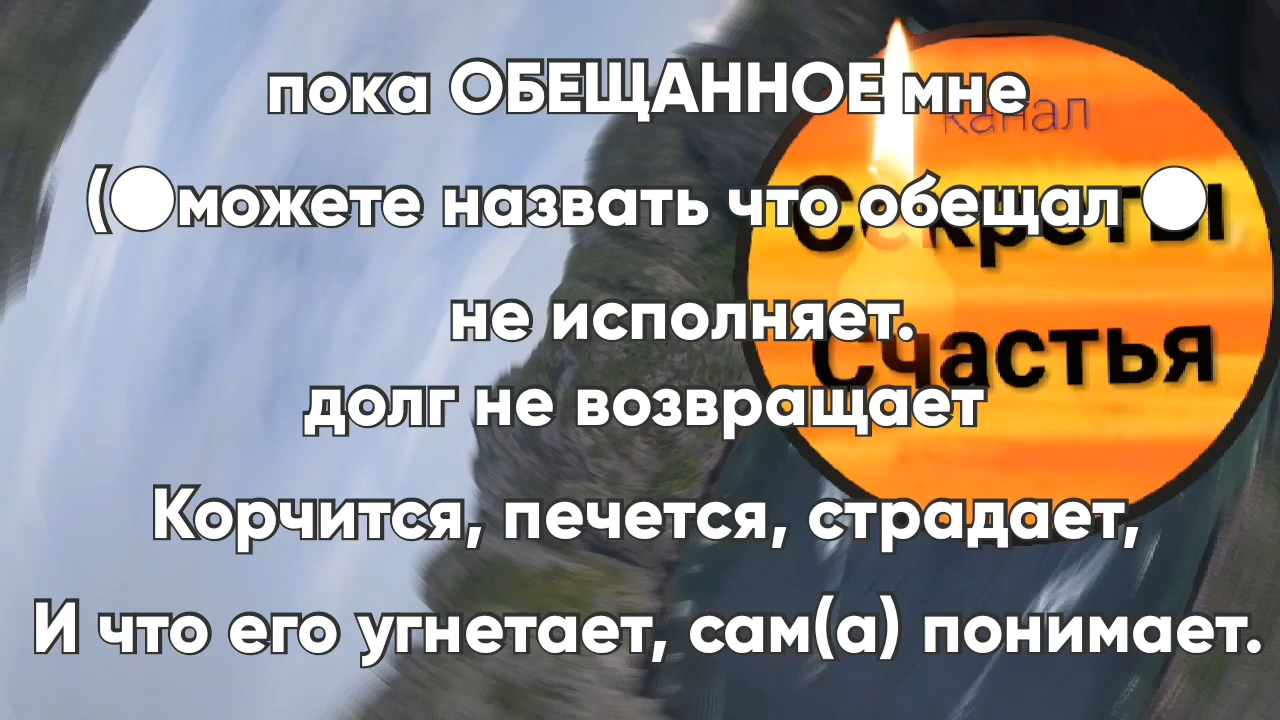 пока ОБЕЩАННОЕ мне
канал
(можете назвать что обещал
Секреты
не исполняет.
Счастья
долг не возвращает
Корчится, печется, страдает,
И что его угнетает, сам(а) понимает.